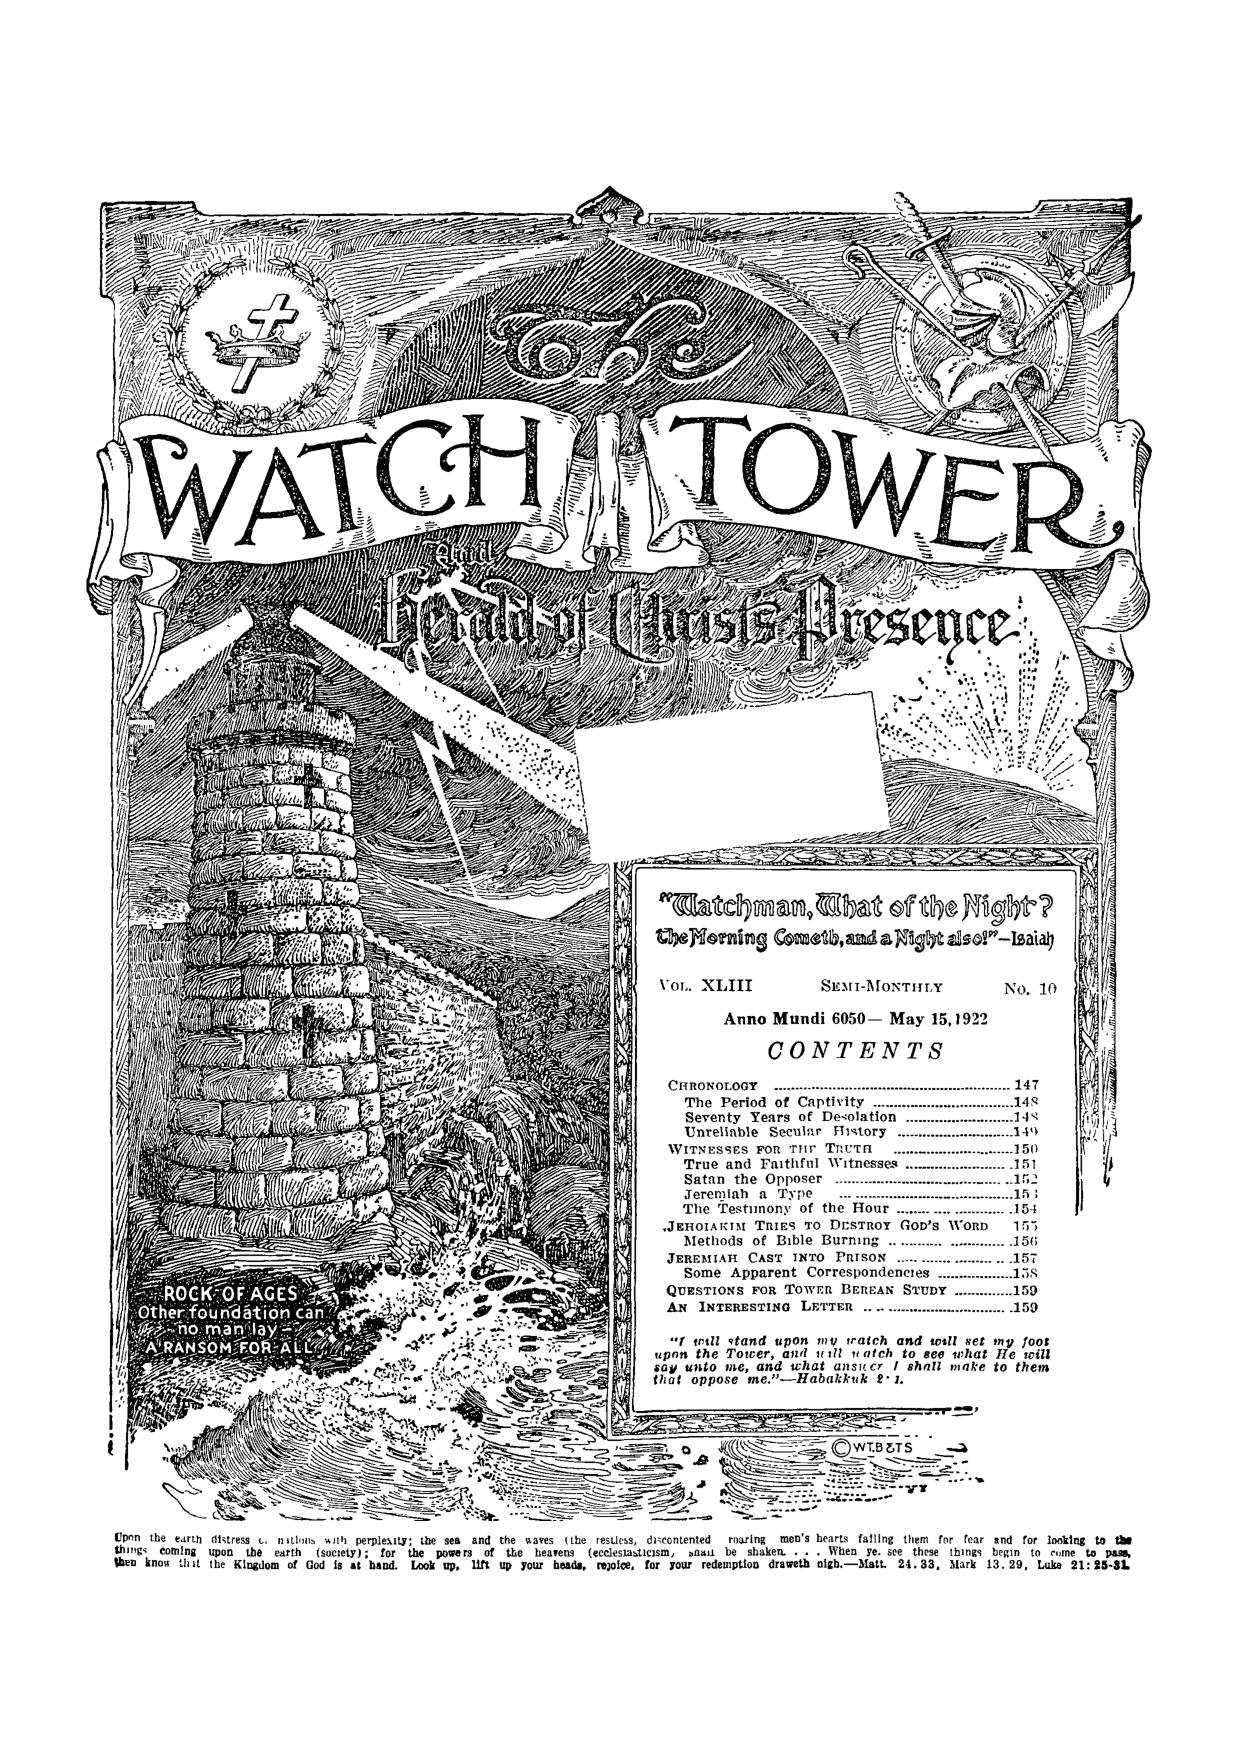 The
WATCH TOWER
And
Herald of Christ's Presence
"Watchman, What of the Night?
The Morning Cometh, and a Night also!"—Isaiah
VOL. XLIII SEMI-MONTHLY No. 10
Anno Mundi 6050— May 15, 1922
CONTENTS
CHRONOLOGY ........ 147
The Period of Captivity ........ 148
Seventy Years of Desolation ........ 148
Unreliable Secular History ........ 149
WITNESSES FOR THE TRUTH ........ 150
True and Faithful Witnesses ........ 151
Satan the Opposer ........ 152
Jeremiah a Type ........ 153
The Testimony of the Hour ........ 154
JEHOIAKIM TRIES TO DESTROY GOD'S WORD 155
Methods of Bible Burning ........ 156
JEREMIAH CAST INTO PRISON ........ 157
Some Apparent Correspondencies ........ 158
QUESTIONS FOR TOWER BEREAN STUDY ........ 159
AN INTERESTING LETTER ........ 159
"I will stand upon my watch and will set my foot
upon the Tower, and will watch to see what He will
say unto me, and what answer I shall make to them
that oppose me."—Habakkuk 2:1.
ROCK OF AGES
Other foundation can
no man lay—
A RANSOM FOR ALL
©W.T.B.&T.S
Upon the earth distress of nations with perplexity; the sea and the waves (the restless, discontented roaring men's hearts failing them for fear and for looking to the
things coming upon the earth (society); for the powers of the heavens (ecclesiasticism, shall be shaken. . . . When ye see these things begin to come to pass,
then know that the Kingdom of God is at hand. Look up, lift up your heads, rejoice, for your redemption draweth nigh.—Matt. 24.33, Mark 13.29, Luke 21:25-31.